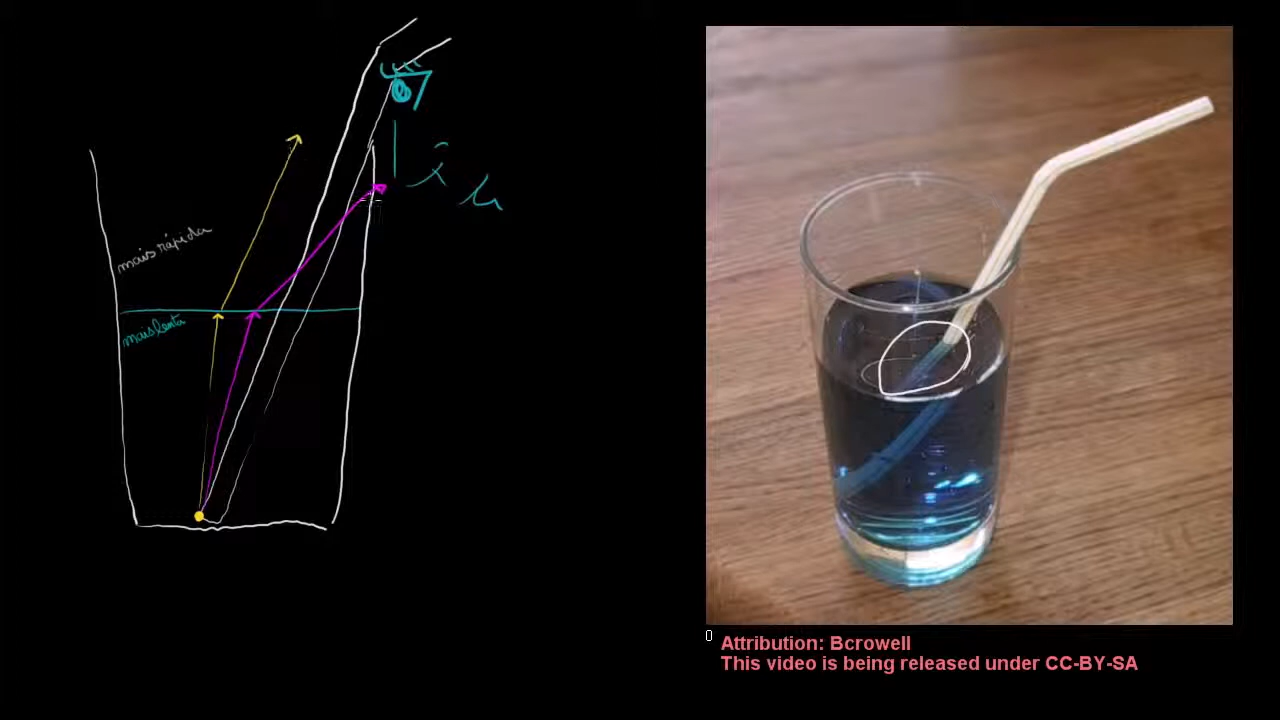 mais rápida
mais lenta
Attribution: Bcrowell
This video is being released under CC-BY-SA